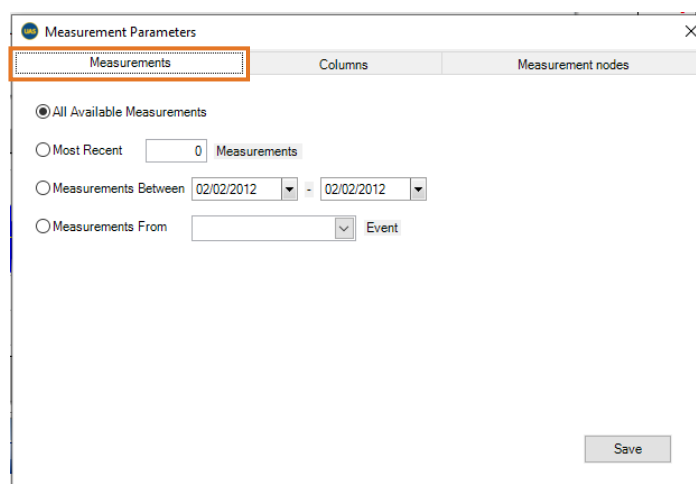 UAS Measurement Parameters
Measurements Columns Measurement nodes
All Available Measurements
Most Recent 0 Measurements
Measurements Between 02/02/2012 - 02/02/2012
Measurements From Event
Save